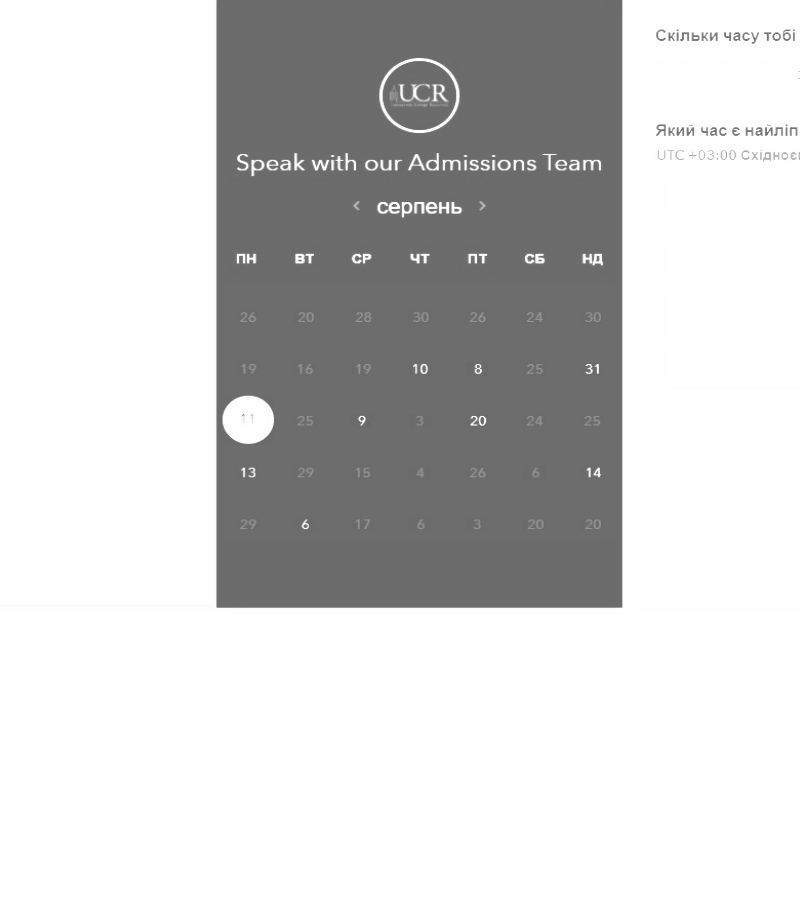 UCR
Speak with our Admissions Team
< серпень >
ПН ВТ СР ЧТ ПТ СБ НД
26 20 28 30 26 24 30
19 16 19 10 8 25 31
11 25 9 3 20 24 25
13 29 15 4 26 6 14
29 6 17 6 3 20 20
Скільки часу тобі
Який час є найліп
UTC +03:00 Східноє